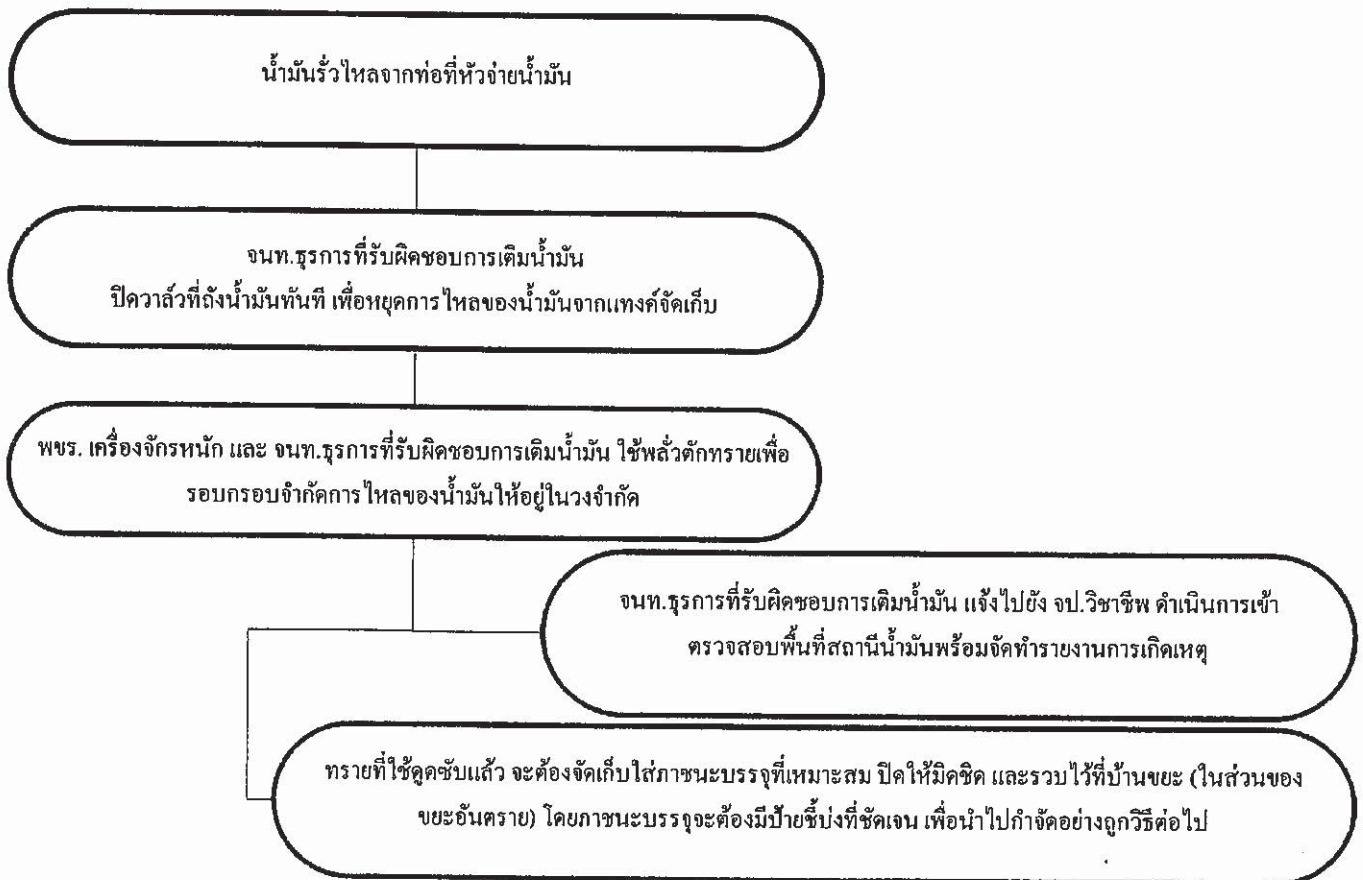 น้ำมันรั่วไหลจากท่อที่หัวจ่ายน้ำมัน
จนท.ธุรการที่รับผิดชอบการเติมน้ำมัน
ปิดวาล์วที่ถังน้ำมันทันที เพื่อหยุดการไหลของน้ำมันจากแทงค์จัดเก็บ
พขร. เครื่องจักรหนัก และ จนท.ธุรการที่รับผิดชอบการเติมน้ำมัน ใช้พลั่วตักทรายเพื่อ
รอบกรอบจำกัดการไหลของน้ำมันให้อยู่ในวงจำกัด
จนท.ธุรการที่รับผิดชอบการเติมน้ำมัน แจ้งไปยัง จป.วิชาชีพ ดำเนินการเข้า
ตรวจสอบพื้นที่สถานีน้ำมันพร้อมจัดทำรายงานการเกิดเหตุ
ทรายที่ใช้ดูดซับแล้ว จะต้องจัดเก็บใส่ภาชนะบรรจุที่เหมาะสม ปิดให้มิดชิด และรวบไว้ที่บ้านขยะ (ในส่วนของ
ขยะอันตราย) โดยภาชนะบรรจุจะต้องมีป้ายชี้บ่งที่ชัดเจน เพื่อนำไปกำจัดอย่างถูกวิธีต่อไป